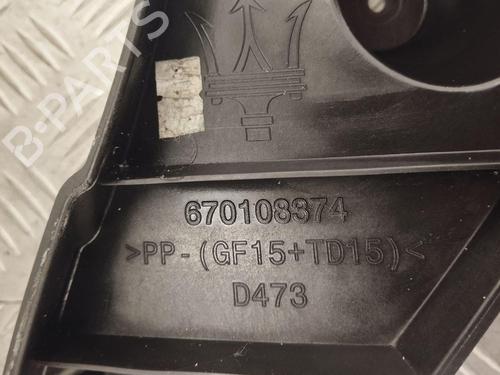 B-PARTS
670108374
>PP-(GF15+TD15)<
D473